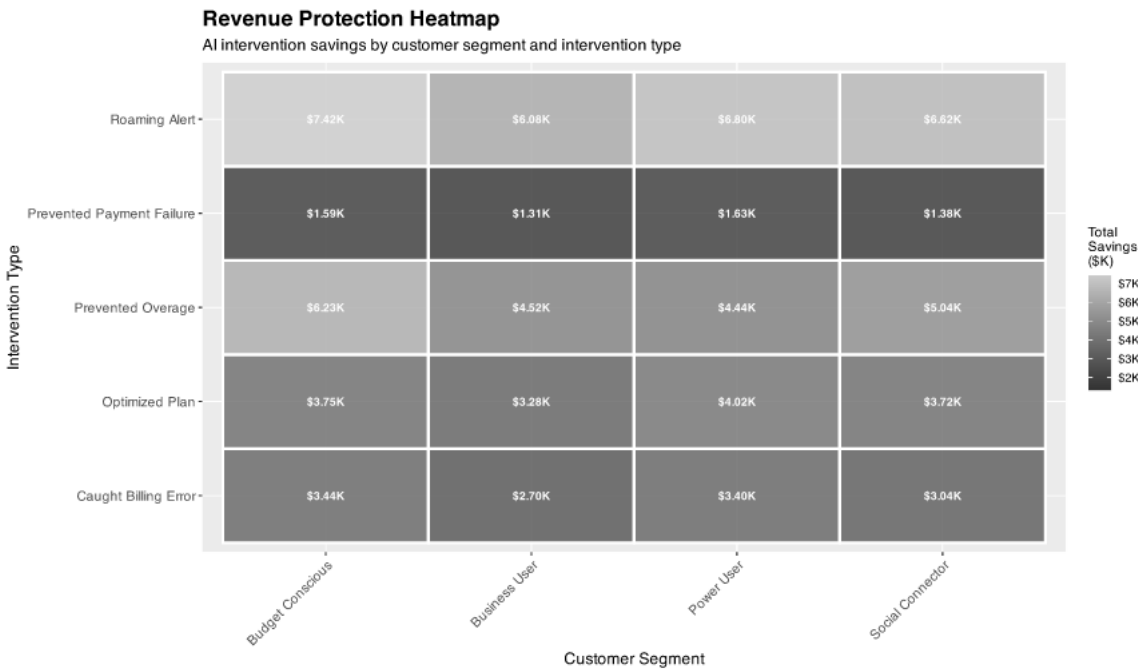 Revenue Protection Heatmap
AI intervention savings by customer segment and intervention type
Intervention Type
Roaming Alert
$7.42K
$6.08K
$6.80K
$6.62K
Prevented Payment Failure
$1.59K
$1.31K
$1.63K
$1.38K
Prevented Overage
$6.23K
$4.52K
$4.44K
$5.04K
Optimized Plan
$3.75K
$3.28K
$4.02K
$3.72K
Caught Billing Error
$3.44K
$2.70K
$3.40K
$3.04K
Budget Conscious
Business User
Power User
Social Connector
Customer Segment
Total
Savings
($K)
$7K
$6K
$5K
$4K
$3K
$2K